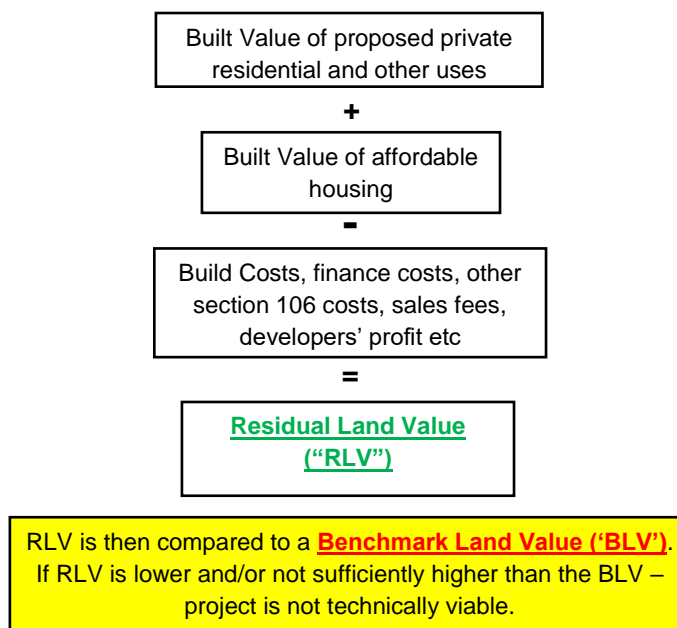 Built Value of proposed private
residential and other uses
+
Built Value of affordable
housing
-
Build Costs, finance costs, other
section 106 costs, sales fees,
developers’ profit etc
=
Residual Land Value
(“RLV”)
RLV is then compared to a Benchmark Land Value (‘BLV’).
If RLV is lower and/or not sufficiently higher than the BLV –
project is not technically viable.